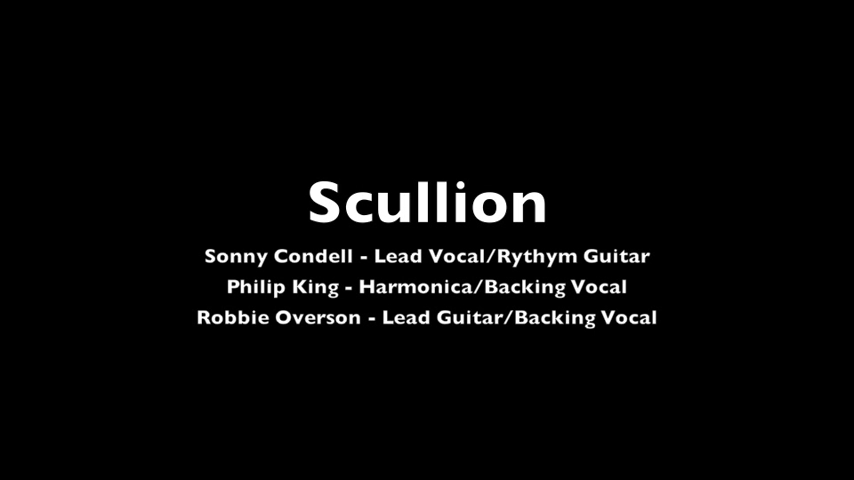 Scullion
Sonny Condell - Lead Vocal/Rythym Guitar
Philip King - Harmonica/Backing Vocal
Robbie Overson - Lead Guitar/Backing Vocal